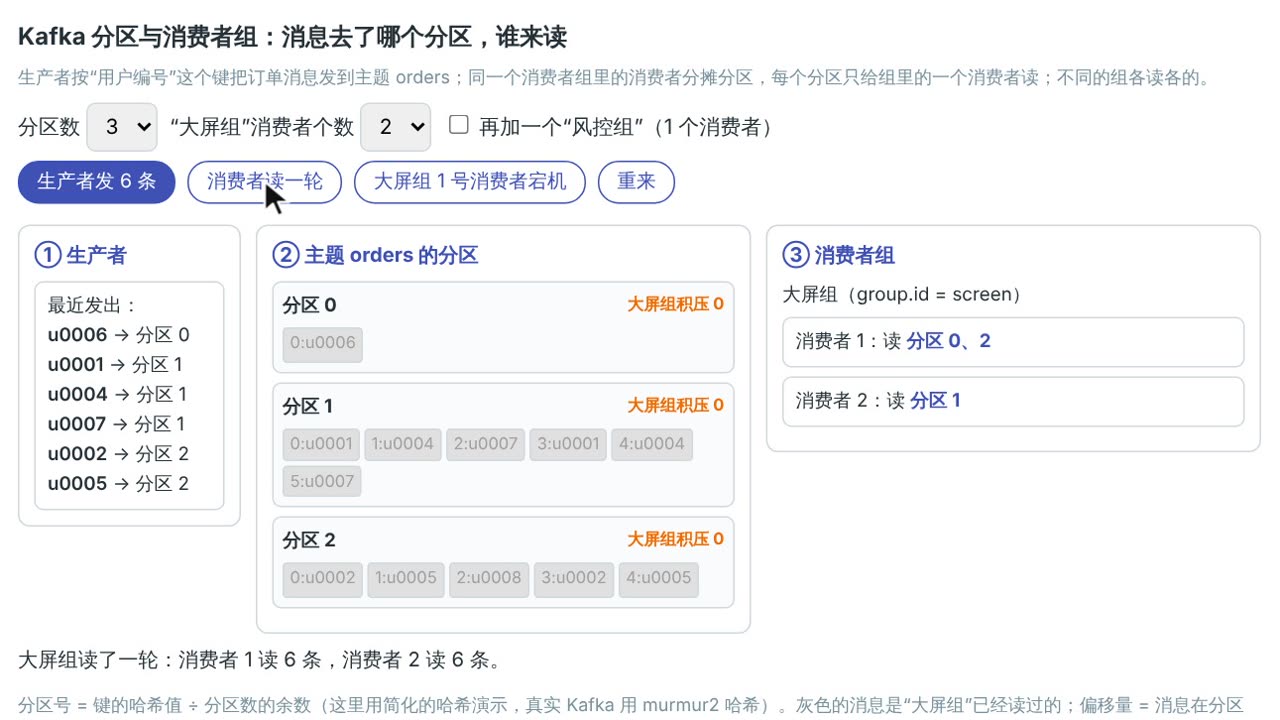 Kafka 分区与消费者组：消息去了哪个分区，谁来读
生产者按“用户编号”这个键把订单消息发到主题 orders；同一个消费者组里的消费者分摊分区，每个分区只给组里的一个消费者读；不同的组各读各的。
分区数 3 “大屏组”消费者个数 2 再加一个“风控组”（1 个消费者）
生产者发 6 条 消费者读一轮 大屏组 1 号消费者宕机 重来
① 生产者
最近发出：
u0006 → 分区 0
u0001 → 分区 1
u0004 → 分区 1
u0007 → 分区 1
u0002 → 分区 2
u0005 → 分区 2
② 主题 orders 的分区
分区 0 大屏组积压 0
0:u0006
分区 1 大屏组积压 0
0:u0001 1:u0004 2:u0007 3:u0001 4:u0004
5:u0007
分区 2 大屏组积压 0
0:u0002 1:u0005 2:u0008 3:u0002 4:u0005
③ 消费者组
大屏组（group.id = screen）
消费者 1：读 分区 0、2
消费者 2：读 分区 1
大屏组读了一轮：消费者 1 读 6 条，消费者 2 读 6 条。
分区号 = 键的哈希值 ÷ 分区数的余数（这里用简化的哈希演示，真实 Kafka 用 murmur2 哈希）。灰色的消息是“大屏组”已经读过的；偏移量 = 消息在分区